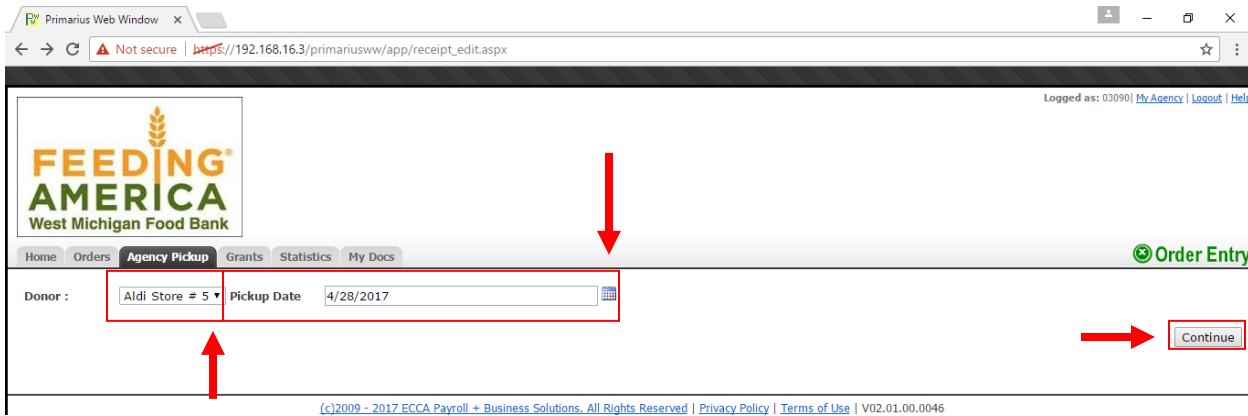 Primarius Web Window
Not secure | https://192.168.16.3/primariusww/app/receipt_edit.aspx
Logged as: 03090| My Agency | Logout | Help
FEEDING®
AMERICA
West Michigan Food Bank
Home Orders Agency Pickup Grants Statistics My Docs
Order Entry
Donor : Aldi Store # 5 Pickup Date 4/28/2017
Continue
(c)2009 - 2017 ECCA Payroll + Business Solutions. All Rights Reserved | Privacy Policy | Terms of Use | V02.01.00.0046